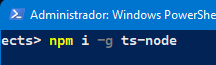 Administrador: Windows PowerShe
ects> npm i -g ts-node